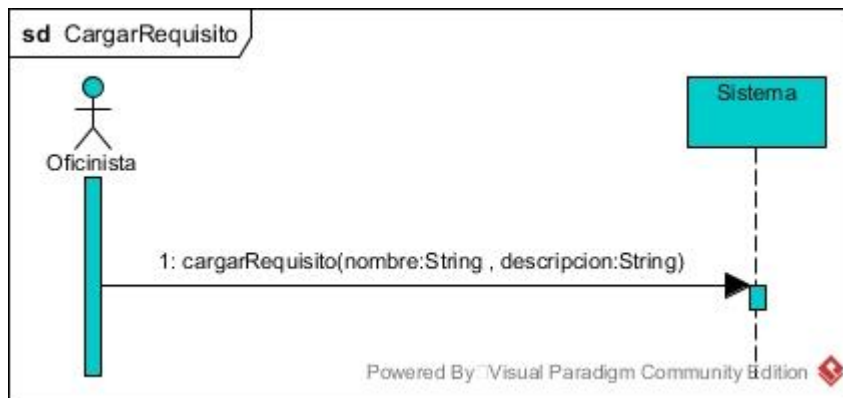 sd CargarRequisito
Oficinista
Sistema
1: cargarRequisito(nombre:String , descripcion:String)
Powered By Visual Paradigm Community Edition